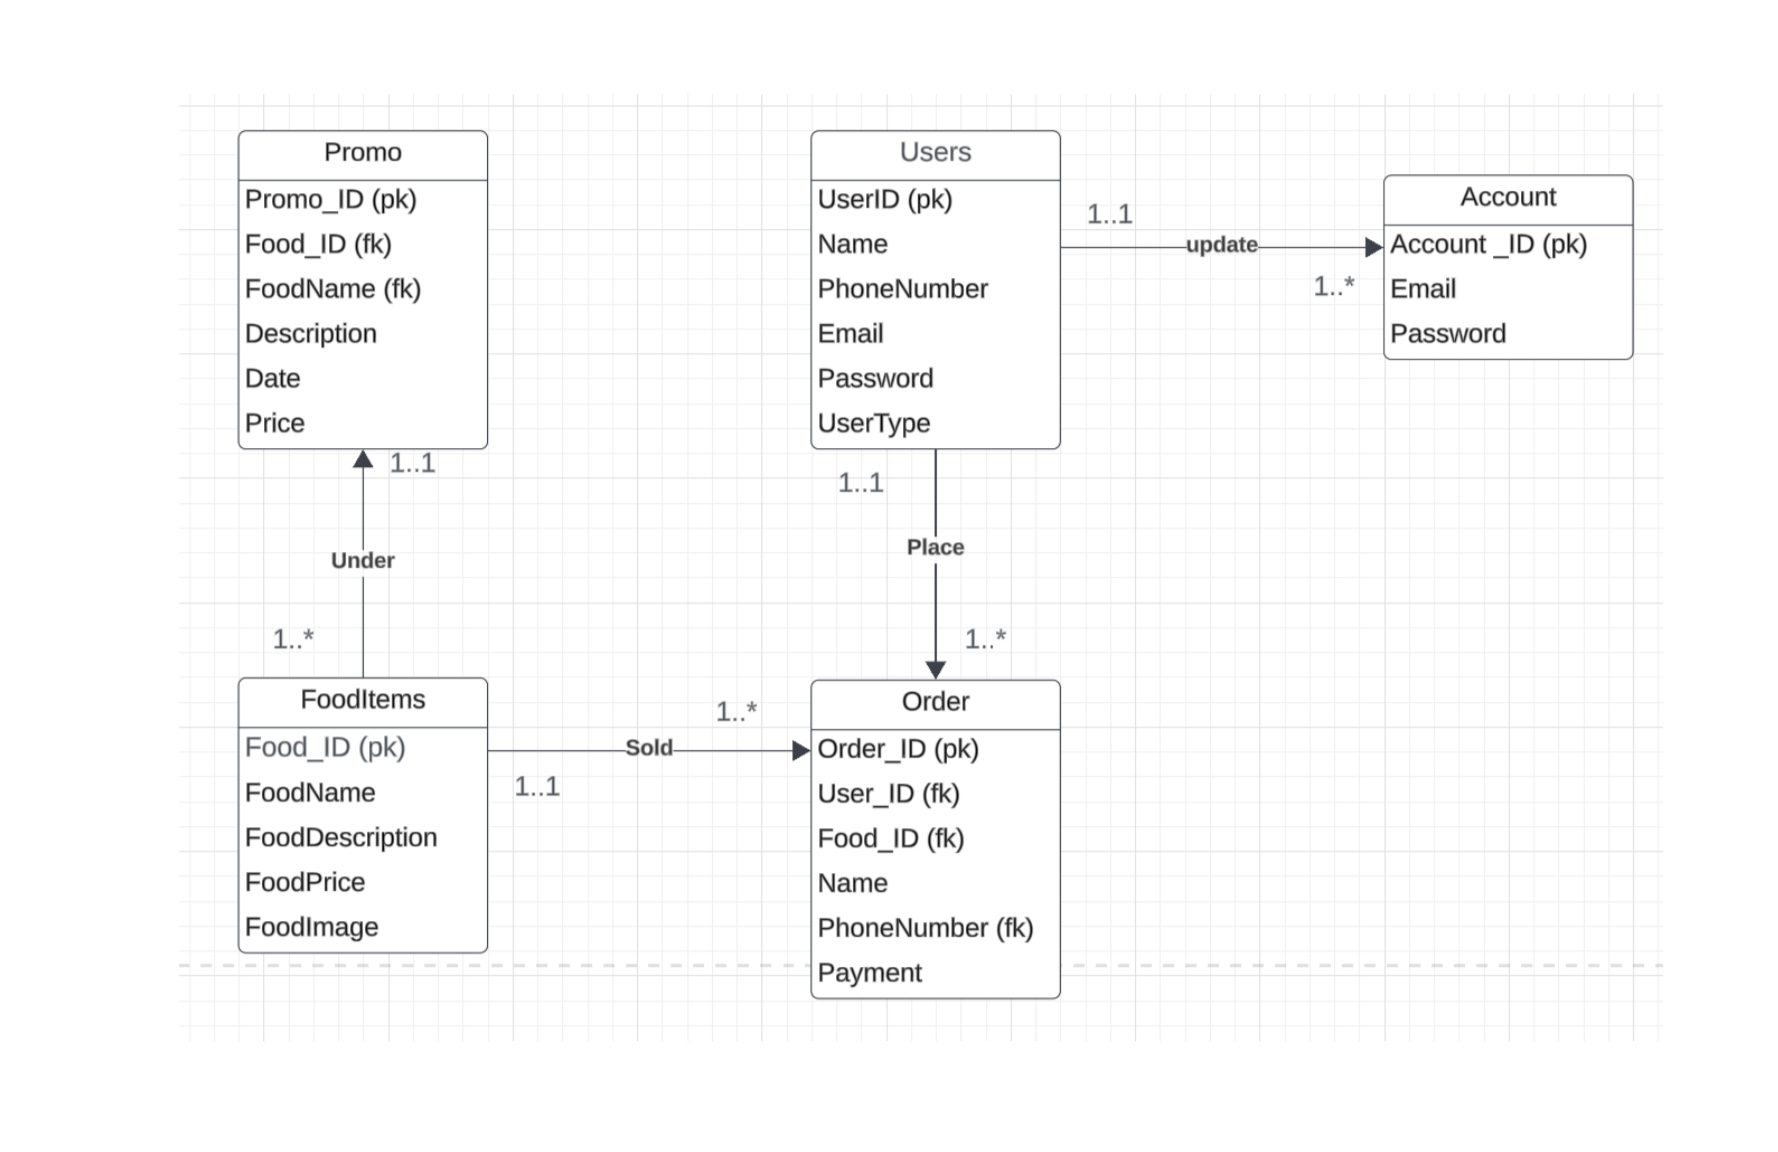 Promo
Promo_ID (pk)
Food_ID (fk)
FoodName (fk)
Description
Date
Price
1..1
Under
1..*
Users
UserID (pk)
Name
PhoneNumber
Email
Password
UserType
1..1
update
1..*
Account
Account _ID (pk)
Email
Password
1..1
Place
1..*
FoodItems
Food_ID (pk)
FoodName
FoodDescription
FoodPrice
FoodImage
1..*
Sold
1..1
Order
Order_ID (pk)
User_ID (fk)
Food_ID (fk)
Name
PhoneNumber (fk)
Payment